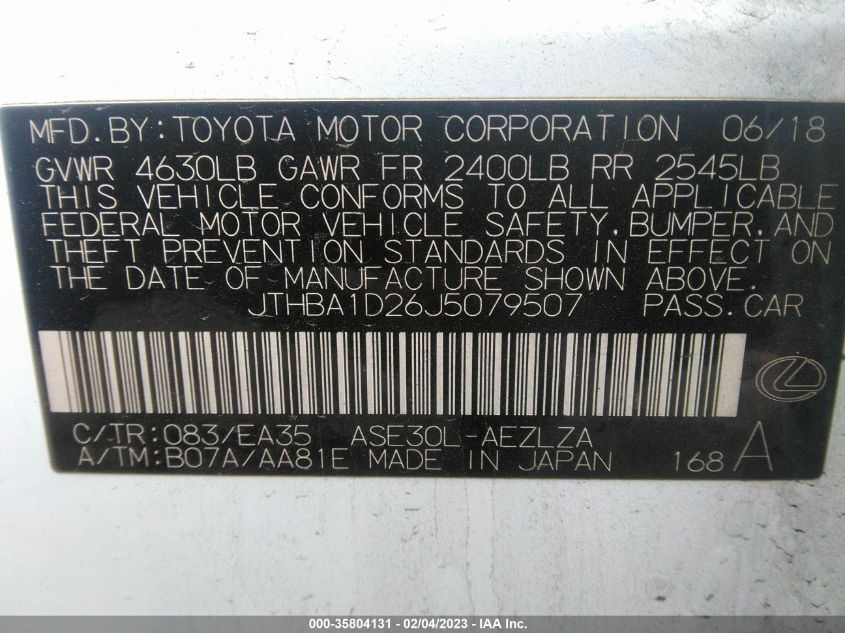 MFD.BY:TOYOTA MOTOR CORPORATION 06/18
GVWR 4630LB GAWR FR 2400LB RR 2545LB
THIS VEHICLE CONFORMS TO ALL APPLICABLE
FEDERAL MOTOR VEHICLE SAFETY,BUMPER,AND
THEFT PREVENTION STANDARDS IN EFFECT ON
THE DATE OF MANUFACTURE SHOWN ABOVE.
JTHBA1D26J5079507 PASS.CAR
C/TR:083/EA35 ASE30L-AEZLZA
A/TM:B07A/AA81E MADE IN JAPAN 168 A
000-35804131 - 02/04/2023 - IAA Inc.